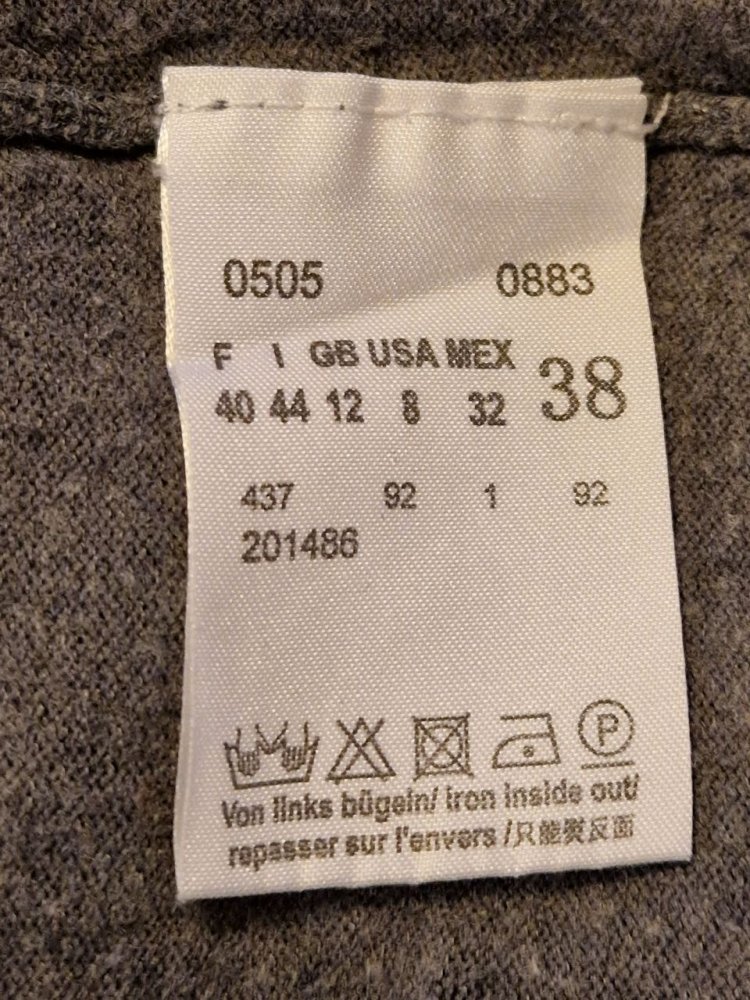 0505 0883
F I GB USA MEX 38
40 44 12 8 32
437 92 1 92
201486
P
Von links bügeln/ iron inside out/
repasser sur l'envers /只能熨反面